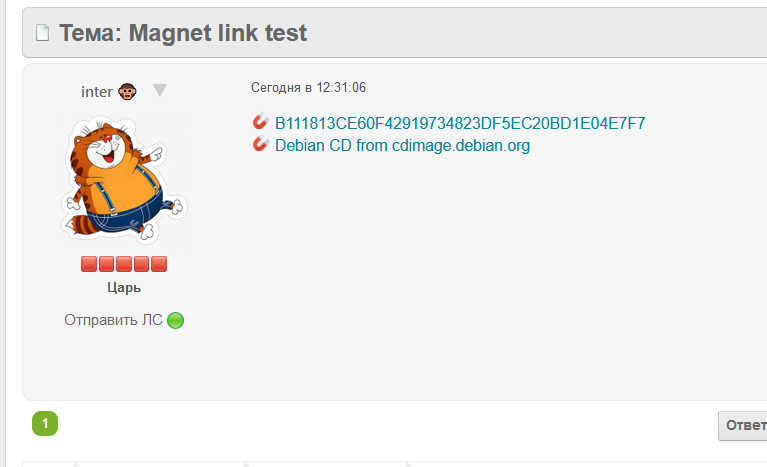 Тема: Magnet link test
inter
Сегодня в 12:31:06
B111813CE60F42919734823DF5EC20BD1E04E7F7
Debian CD from cdimage.debian.org
Царь
Отправить ЛС
1
Ответ